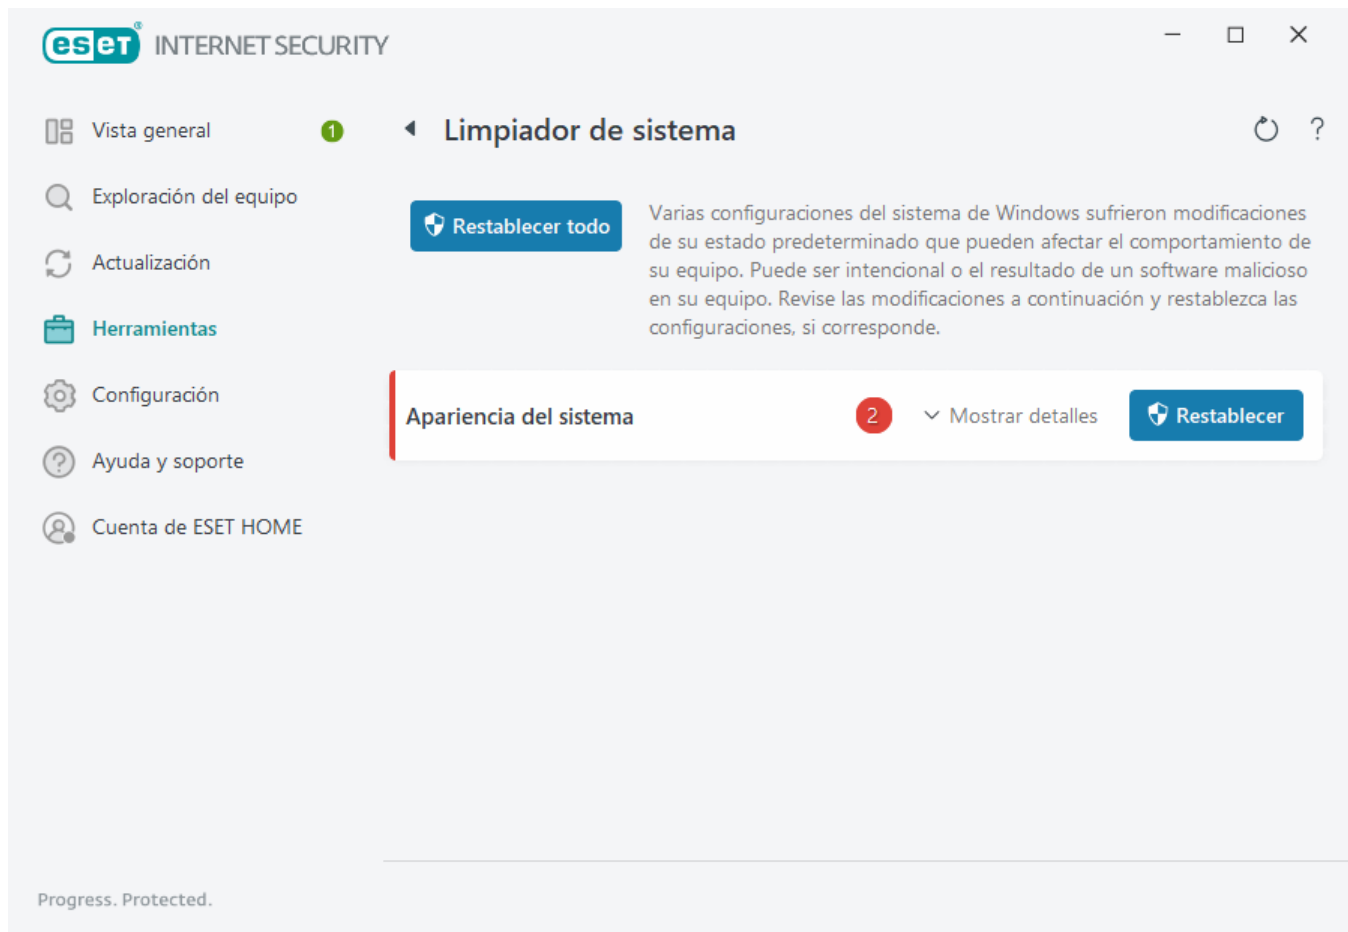 eseT® INTERNET SECURITY
Vista general 1
Exploración del equipo
Actualización
Herramientas
Configuración
Ayuda y soporte
Cuenta de ESET HOME
Limpiador de sistema ?
Restablecer todo
Varias configuraciones del sistema de Windows sufrieron modificaciones
de su estado predeterminado que pueden afectar el comportamiento de
su equipo. Puede ser intencional o el resultado de un software malicioso
en su equipo. Revise las modificaciones a continuación y restablezca las
configuraciones, si corresponde.
Apariencia del sistema 2 Mostrar detalles Restablecer
Progress. Protected.